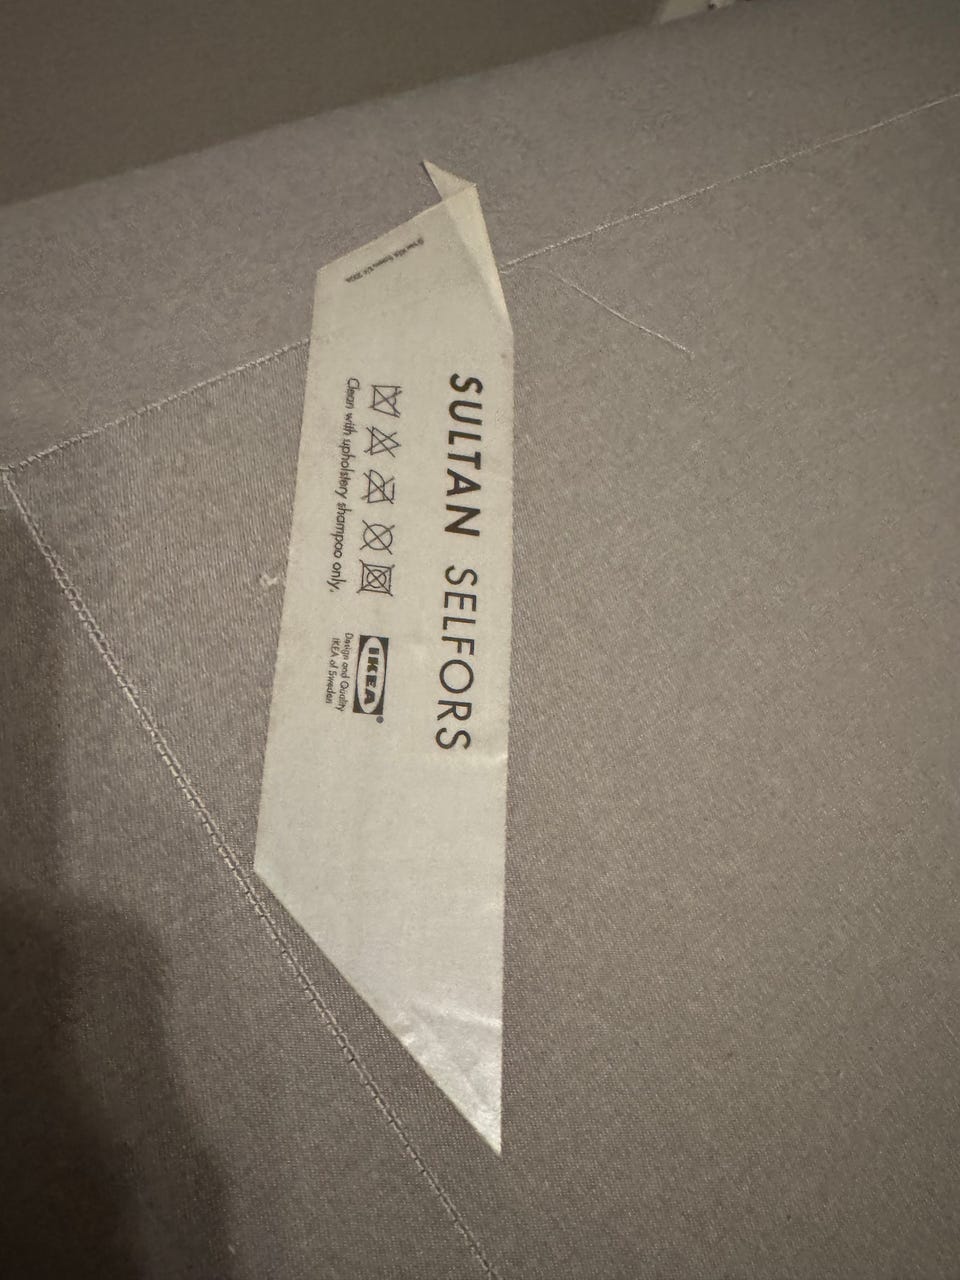 SULTAN SELFORS
Clean with upholstery shampoo only.
IKEA®
Design and Quality
IKEA of Sweden